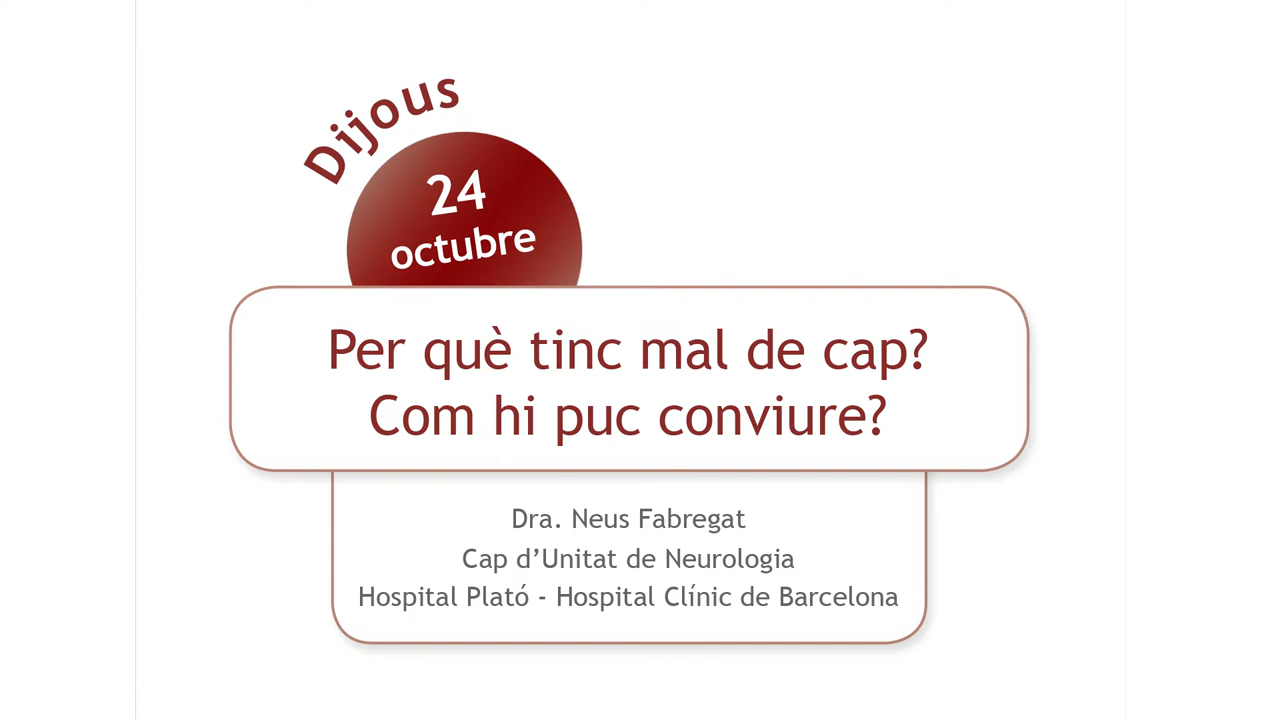 Dijous
24
octubre
Per què tinc mal de cap?
Com hi puc conviure?
Dra. Neus Fabregat
Cap d’Unitat de Neurologia
Hospital Plató - Hospital Clínic de Barcelona